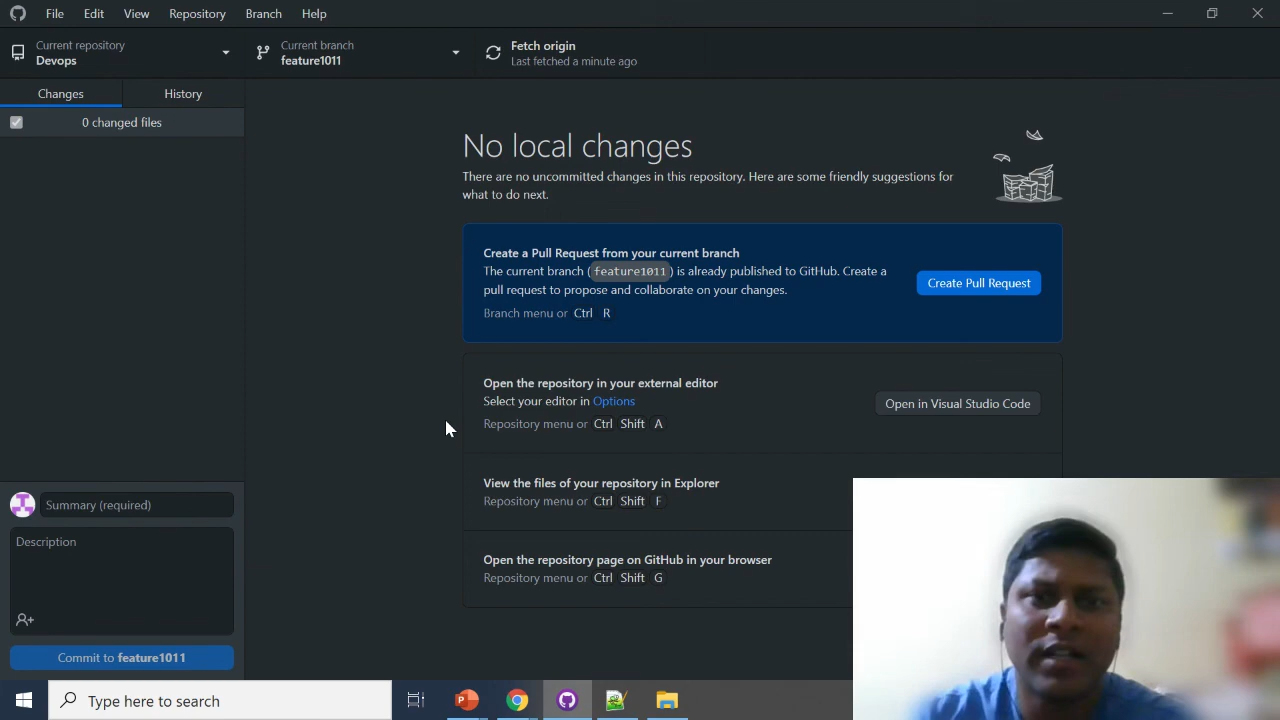 File Edit View Repository Branch Help
Current repository
Devops
Current branch
feature1011
Fetch origin
Last fetched a minute ago
Changes History
0 changed files
No local changes
There are no uncommitted changes in this repository. Here are some friendly suggestions for
what to do next.
Create a Pull Request from your current branch
The current branch (feature1011) is already published to GitHub. Create a
pull request to propose and collaborate on your changes.
Branch menu or Ctrl R
Create Pull Request
Open the repository in your external editor
Select your editor in Options
Repository menu or Ctrl Shift A
Open in Visual Studio Code
View the files of your repository in Explorer
Repository menu or Ctrl Shift F
Open the repository page on GitHub in your browser
Repository menu or Ctrl Shift G
Summary (required)
Description
Commit to feature1011
Type here to search